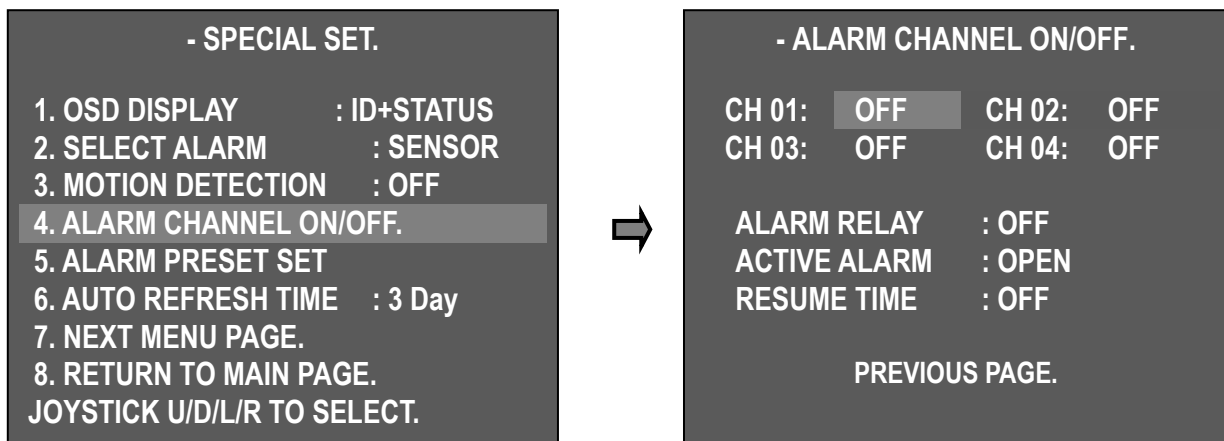 - SPECIAL SET.
1. OSD DISPLAY : ID+STATUS
2. SELECT ALARM : SENSOR
3. MOTION DETECTION : OFF
4. ALARM CHANNEL ON/OFF.
5. ALARM PRESET SET
6. AUTO REFRESH TIME : 3 Day
7. NEXT MENU PAGE.
8. RETURN TO MAIN PAGE.
JOYSTICK U/D/L/R TO SELECT.
- ALARM CHANNEL ON/OFF.
CH 01: OFF CH 02: OFF
CH 03: OFF CH 04: OFF
ALARM RELAY : OFF
ACTIVE ALARM : OPEN
RESUME TIME : OFF
PREVIOUS PAGE.